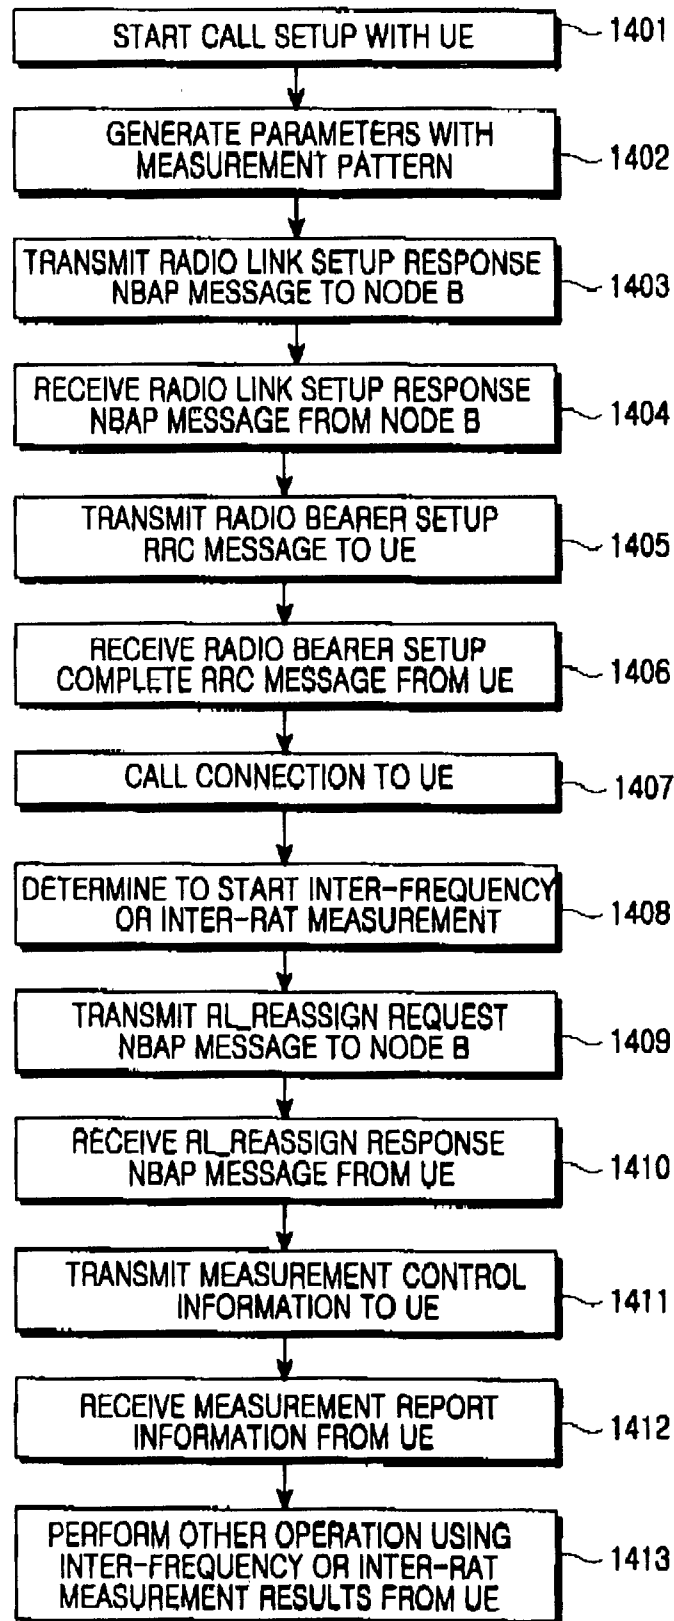 START CALL SETUP WITH UE
1401
GENERATE PARAMETERS WITH
MEASUREMENT PATTERN
1402
TRANSMIT RADIO LINK SETUP RESPONSE
NBAP MESSAGE TO NODE B
1403
RECEIVE RADIO LINK SETUP RESPONSE
NBAP MESSAGE FROM NODE B
1404
TRANSMIT RADIO BEARER SETUP
RRC MESSAGE TO UE
1405
RECEIVE RADIO BEARER SETUP
COMPLETE RRC MESSAGE FROM UE
1406
CALL CONNECTION TO UE
1407
DETERMINE TO START INTER-FREQUENCY
OR INTER-RAT MEASUREMENT
1408
TRANSMIT RL_REASSIGN REQUEST
NBAP MESSAGE TO NODE B
1409
RECEIVE RL_REASSIGN RESPONSE
NBAP MESSAGE FROM UE
1410
TRANSMIT MEASUREMENT CONTROL
INFORMATION TO UE
1411
RECEIVE MEASUREMENT REPORT
INFORMATION FROM UE
1412
PERFORM OTHER OPERATION USING
INTER-FREQUENCY OR INTER-RAT
MEASUREMENT RESULTS FROM UE
1413